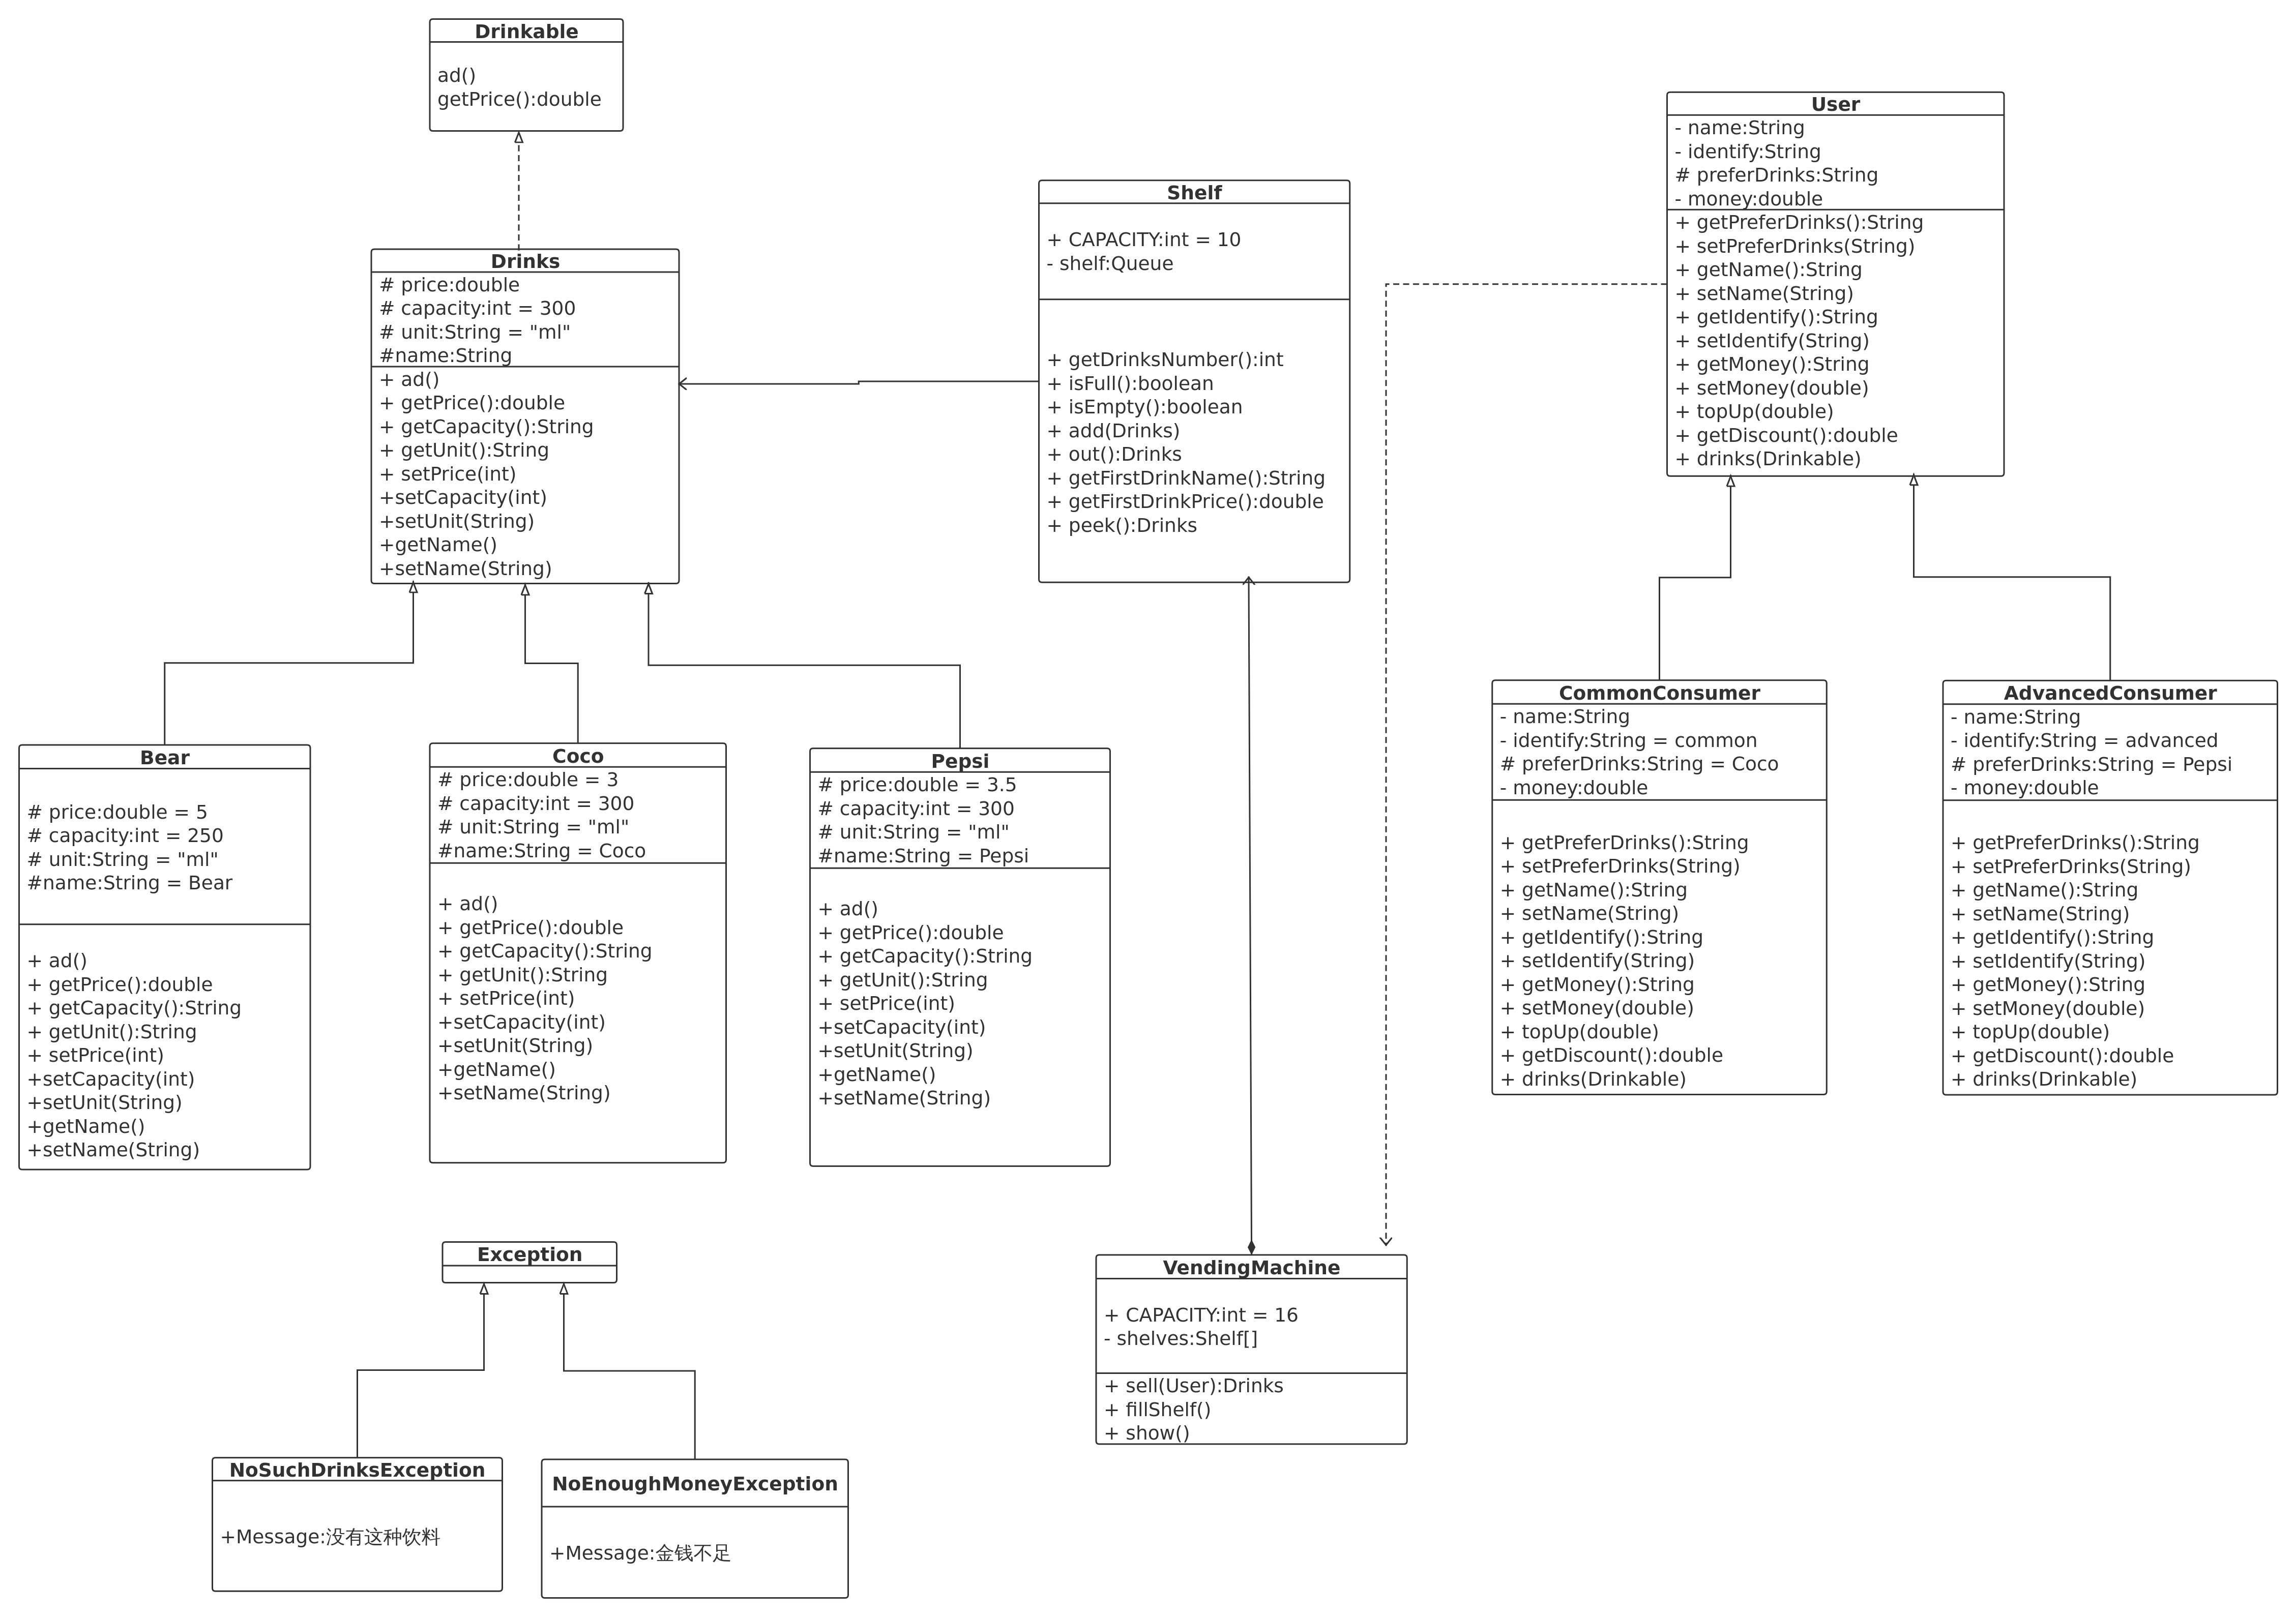 Drinkable
ad()
getPrice():double
Drinks
# price:double
# capacity:int = 300
# unit:String = "ml"
#name:String
+ ad()
+ getPrice():double
+ getCapacity():String
+ getUnit():String
+ setPrice(int)
+setCapacity(int)
+setUnit(String)
+getName()
+setName(String)
Shelf
+ CAPACITY:int = 10
- shelf:Queue
+ getDrinksNumber():int
+ isFull():boolean
+ isEmpty():boolean
+ add(Drinks)
+ out():Drinks
+ getFirstDrinkName():String
+ getFirstDrinkPrice():double
+ peek():Drinks
User
- name:String
- identify:String
# preferDrinks:String
- money:double
+ getPreferDrinks():String
+ setPreferDrinks(String)
+ getName():String
+ setName(String)
+ getIdentify():String
+ setIdentify(String)
+ getMoney():String
+ setMoney(double)
+ topUp(double)
+ getDiscount():double
+ drinks(Drinkable)
Bear
# price:double = 5
# capacity:int = 250
# unit:String = "ml"
#name:String = Bear
+ ad()
+ getPrice():double
+ getCapacity():String
+ getUnit():String
+ setPrice(int)
+setCapacity(int)
+setUnit(String)
+getName()
+setName(String)
Coco
# price:double = 3
# capacity:int = 300
# unit:String = "ml"
#name:String = Coco
+ ad()
+ getPrice():double
+ getCapacity():String
+ getUnit():String
+ setPrice(int)
+setCapacity(int)
+setUnit(String)
+getName()
+setName(String)
Pepsi
# price:double = 3.5
# capacity:int = 300
# unit:String = "ml"
#name:String = Pepsi
+ ad()
+ getPrice():double
+ getCapacity():String
+ getUnit():String
+ setPrice(int)
+setCapacity(int)
+setUnit(String)
+getName()
+setName(String)
CommonConsumer
- name:String
- identify:String = common
# preferDrinks:String = Coco
- money:double
+ getPreferDrinks():String
+ setPreferDrinks(String)
+ getName():String
+ setName(String)
+ getIdentify():String
+ setIdentify(String)
+ getMoney():String
+ setMoney(double)
+ topUp(double)
+ getDiscount():double
+ drinks(Drinkable)
AdvancedConsumer
- name:String
- identify:String = advanced
# preferDrinks:String = Pepsi
- money:double
+ getPreferDrinks():String
+ setPreferDrinks(String)
+ getName():String
+ setName(String)
+ getIdentify():String
+ setIdentify(String)
+ getMoney():String
+ setMoney(double)
+ topUp(double)
+ getDiscount():double
+ drinks(Drinkable)
Exception
VendingMachine
+ CAPACITY:int = 16
- shelves:Shelf[]
+ sell(User):Drinks
+ fillShelf()
+ show()
NoSuchDrinksException
+Message:没有这种饮料
NoEnoughMoneyException
+Message:金钱不足